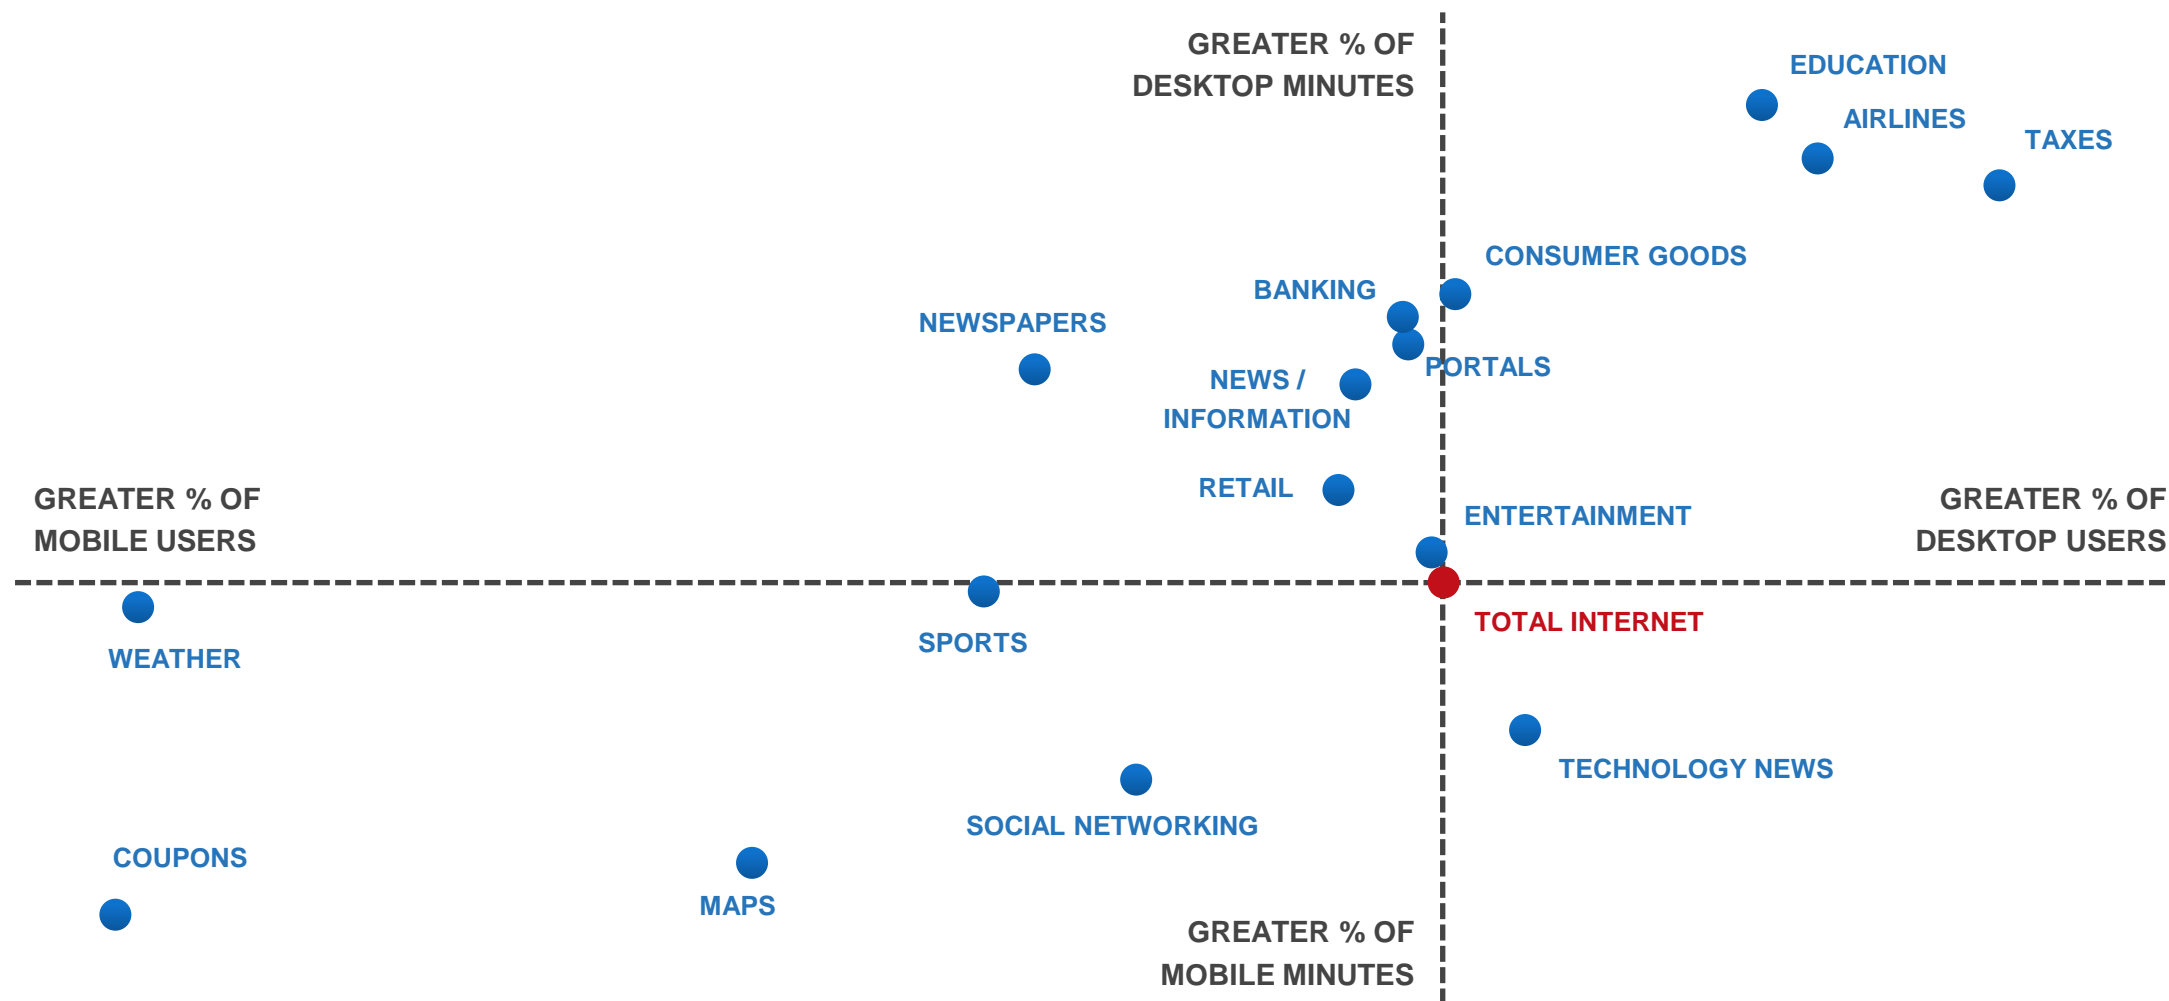 GREATER % OF
DESKTOP MINUTES
EDUCATION
AIRLINES
TAXES
CONSUMER GOODS
BANKING
NEWSPAPERS
PORTALS
NEWS /
INFORMATION
RETAIL
GREATER % OF
MOBILE USERS
ENTERTAINMENT
GREATER % OF
DESKTOP USERS
TOTAL INTERNET
SPORTS
WEATHER
TECHNOLOGY NEWS
SOCIAL NETWORKING
COUPONS
MAPS
GREATER % OF
MOBILE MINUTES